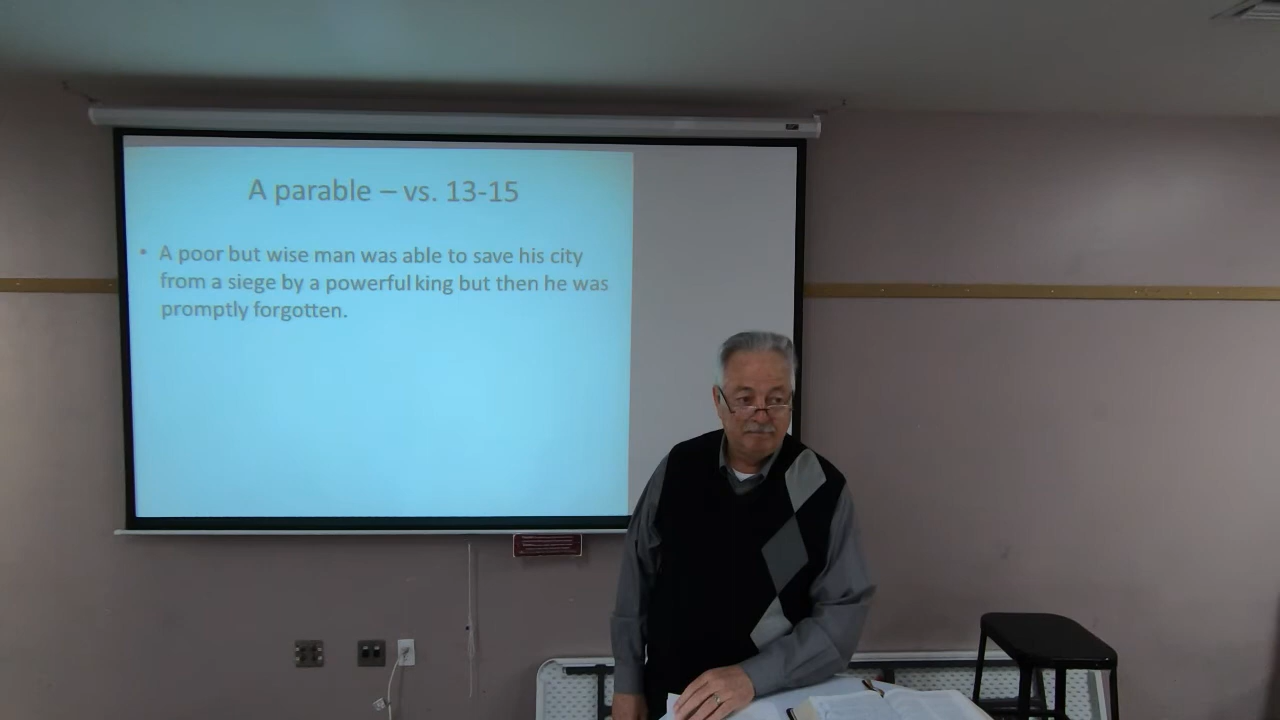 A parable – vs. 13-15
• A poor but wise man was able to save his city
from a siege by a powerful king but then he was
promptly forgotten.